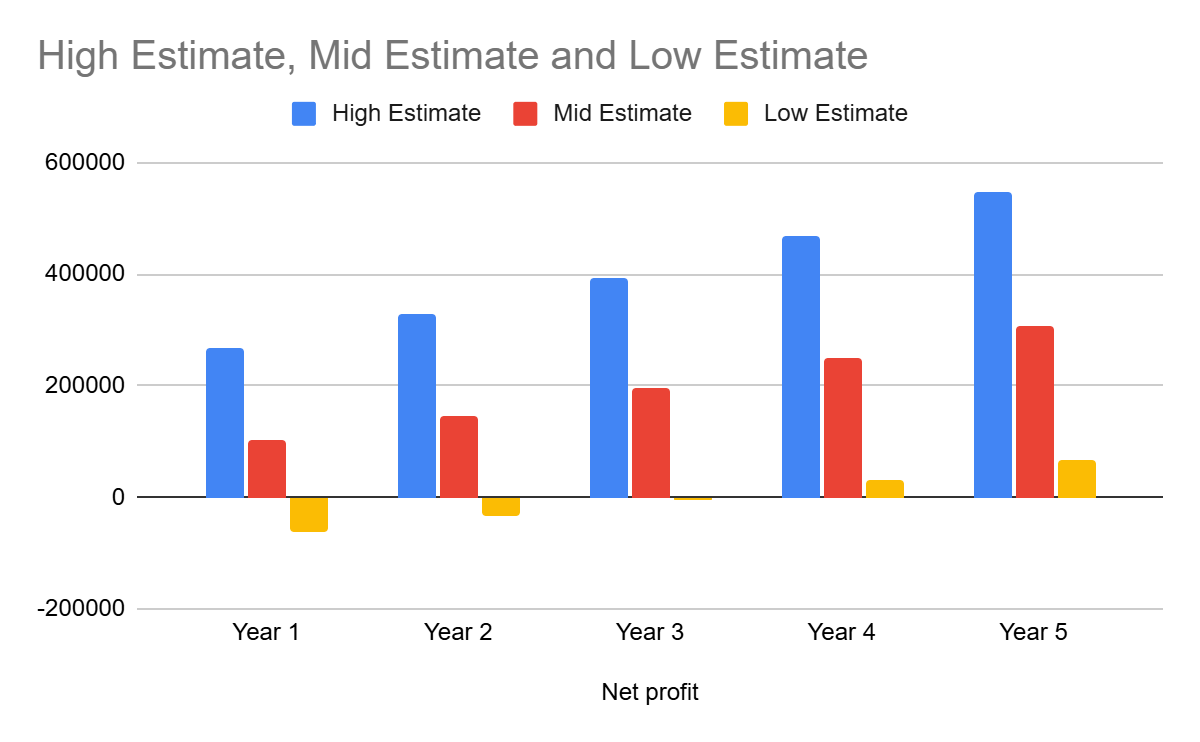 High Estimate, Mid Estimate and Low Estimate
High Estimate Mid Estimate Low Estimate
600000
400000
200000
0
-200000
Year 1 Year 2 Year 3 Year 4 Year 5
Net profit